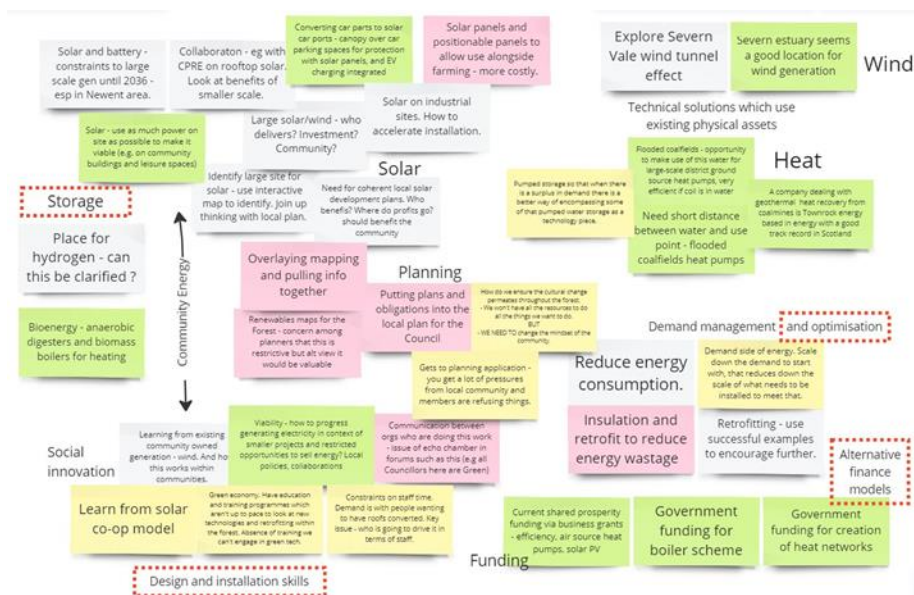 Solar and battery -
constraints to large
scale gen until 2036 -
esp in Newent area.
Collaboraton - eg with
CPRE on rooftop solar.
Look at benefits of
smaller scale.
Converting car parts to solar
car ports - canopy over car
parking spaces for protection
with solar panels, and EV
charging integrated
Solar panels and
positionable panels to
allow use alongside
farming - more costly.
Explore Severn
Vale wind tunnel
effect
Severn estuary seems
a good location for
wind generation
Wind
Solar - use as much power on
site as possible to make it
viable (e.g. on community
buildings and leisure spaces)
Large solar/wind - who
delivers? Investment?
Community?
Solar on industrial
sites. How to
accelerate installation.
Technical solutions which use
existing physical assets
Solar
Identify large site for
solar - use interactive
map to identify. Join up
thinking with local plan.
Need for coherent local solar
development plans. Who
benefits? Where do profits go?
should benefit the
community
Pumped storage so that when there
is a surplus in demand there is a
better way of encompassing some
of that pumped water storage as a
technology piece.
Flooded coalfields - opportunity
to make use of this water for
large-scale district ground
source heat pumps, very
efficient if coil is in water
Heat
Need short distance
between water and use
point - flooded
coalfields heat pumps
A company dealing with
geothermal heat recovery from
coalmines is Townrock energy
based in energy with a good
track record in Scotland
Storage
Place for
hydrogen - can
this be clarified ?
Bioenergy - anaerobic
digesters and biomass
boilers for heating
Community Energy
Overlaying mapping
and pulling info
together
Planning
Renewables maps for the
Forest - concern among
planners that this is
restrictive but alt view it
would be valuable
Putting plans and
obligations into the
local plan for the
Council
How do we ensure the cultural change
permeates throughout the forest.
- We won't have all the resources to do
all the things we want to do.
BUT
- WE NEED TO change the mindset of the
community.
Gets to planning application -
you get a lot of pressures
from local community and
members are refusing things.
Demand management and optimisation
Reduce energy
consumption.
Demand side of energy. Scale
down the demand to start
with, that reduces down the
scale of what needs to be
installed to meet that.
Insulation and
retrofit to reduce
energy wastage
Retrofitting - use
successful examples
to encourage further.
Alternative
finance
models
Social
innovation
Learning from existing
community owned
generation - wind. And ho
this works within
communities.
Viability - how to progress
generating electricity in context of
smaller projects and restricted
opportunities to sell energy? Local
policies, collaborations
Communication between
orgs who are doing this work
- issue of echo chamber in
forums such as this (e.g all
Councillors here are Green)
Learn from solar
co-op model
Green economy. Have education
and training programmes which
aren't up to pace to look at new
technologies and retrofitting within
the forest. Absence of training we
can't engage in green tech.
Constraints on staff time.
Demand is with people wanting
to have roofs converted. Key
issue - who is going to drive it in
terms of staff.
Funding
Current shared prosperity
funding via business grants
- efficiency, air source heat
pumps, solar PV
Government
funding for
boiler scheme
Government
funding for creation
of heat networks
Design and installation skills